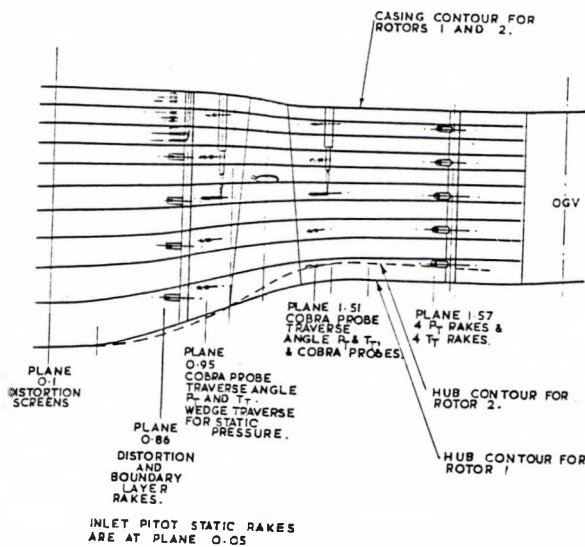 CASING CONTOUR FOR
ROTORS 1 AND 2.
OGV
PLANE
0·1
DISTORTION
SCREENS
PLANE
0·86
DISTORTION
AND
BOUNDARY
LAYER
RAKES.
PLANE
0·95
COBRA PROBE
TRAVERSE ANGLE
PT AND TT.
WEDGE TRAVERSE
FOR STATIC
PRESSURE.
PLANE 1·51
COBRA PROBE
TRAVERSE
ANGLE PT & TT,
& COBRA PROBES.
PLANE 1·57
4 PT RAKES &
4 TT RAKES.
HUB CONTOUR FOR
ROTOR 2.
HUB CONTOUR FOR
ROTOR 1
INLET PITOT STATIC RAKES
ARE AT PLANE 0·05